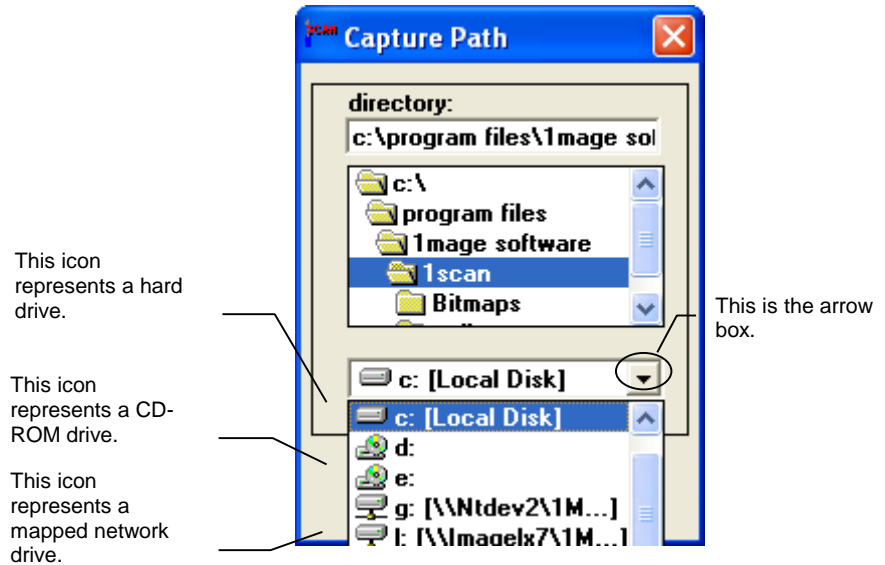 SCAN Capture Path
directory:
c:\program files\1mage sof
c:\
program files
1mage software
1scan
Bitmaps
c: [Local Disk]
c: [Local Disk]
d:
e:
g: [\\Ntdev2\1M...]
l: [\\Imagelx7\1M...]
This icon
represents a hard
drive.
This icon
represents a CD-
ROM drive.
This icon
represents a
mapped network
drive.
This is the arrow
box.